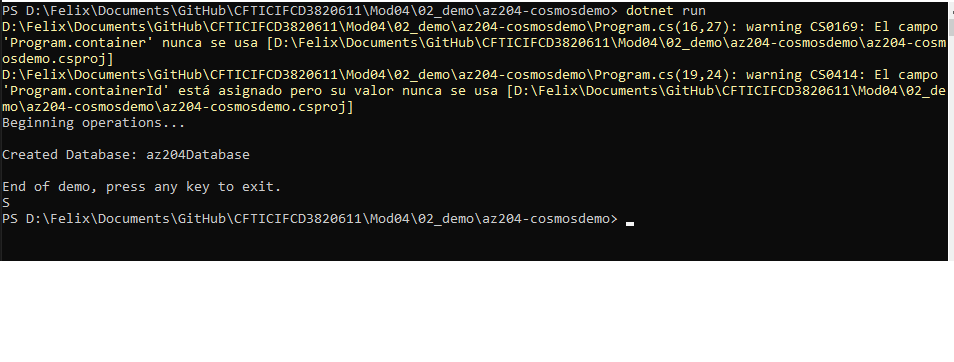 PS D:\Felix\Documents\GitHub\CFTICIFCD3820611\Mod04\02_demo\az204-cosmosdemo> dotnet run
D:\Felix\Documents\GitHub\CFTICIFCD3820611\Mod04\02_demo\az204-cosmosdemo\Program.cs(16,27): warning CS0169: El campo
'Program.container' nunca se usa [D:\Felix\Documents\GitHub\CFTICIFCD3820611\Mod04\02_demo\az204-cosmosdemo\az204-cosm
osdemo.csproj]
D:\Felix\Documents\GitHub\CFTICIFCD3820611\Mod04\02_demo\az204-cosmosdemo\Program.cs(19,24): warning CS0414: El campo
'Program.containerId' está asignado pero su valor nunca se usa [D:\Felix\Documents\GitHub\CFTICIFCD3820611\Mod04\02_de
mo\az204-cosmosdemo\az204-cosmosdemo.csproj]
Beginning operations...
Created Database: az204Database
End of demo, press any key to exit.
S
PS D:\Felix\Documents\GitHub\CFTICIFCD3820611\Mod04\02_demo\az204-cosmosdemo>